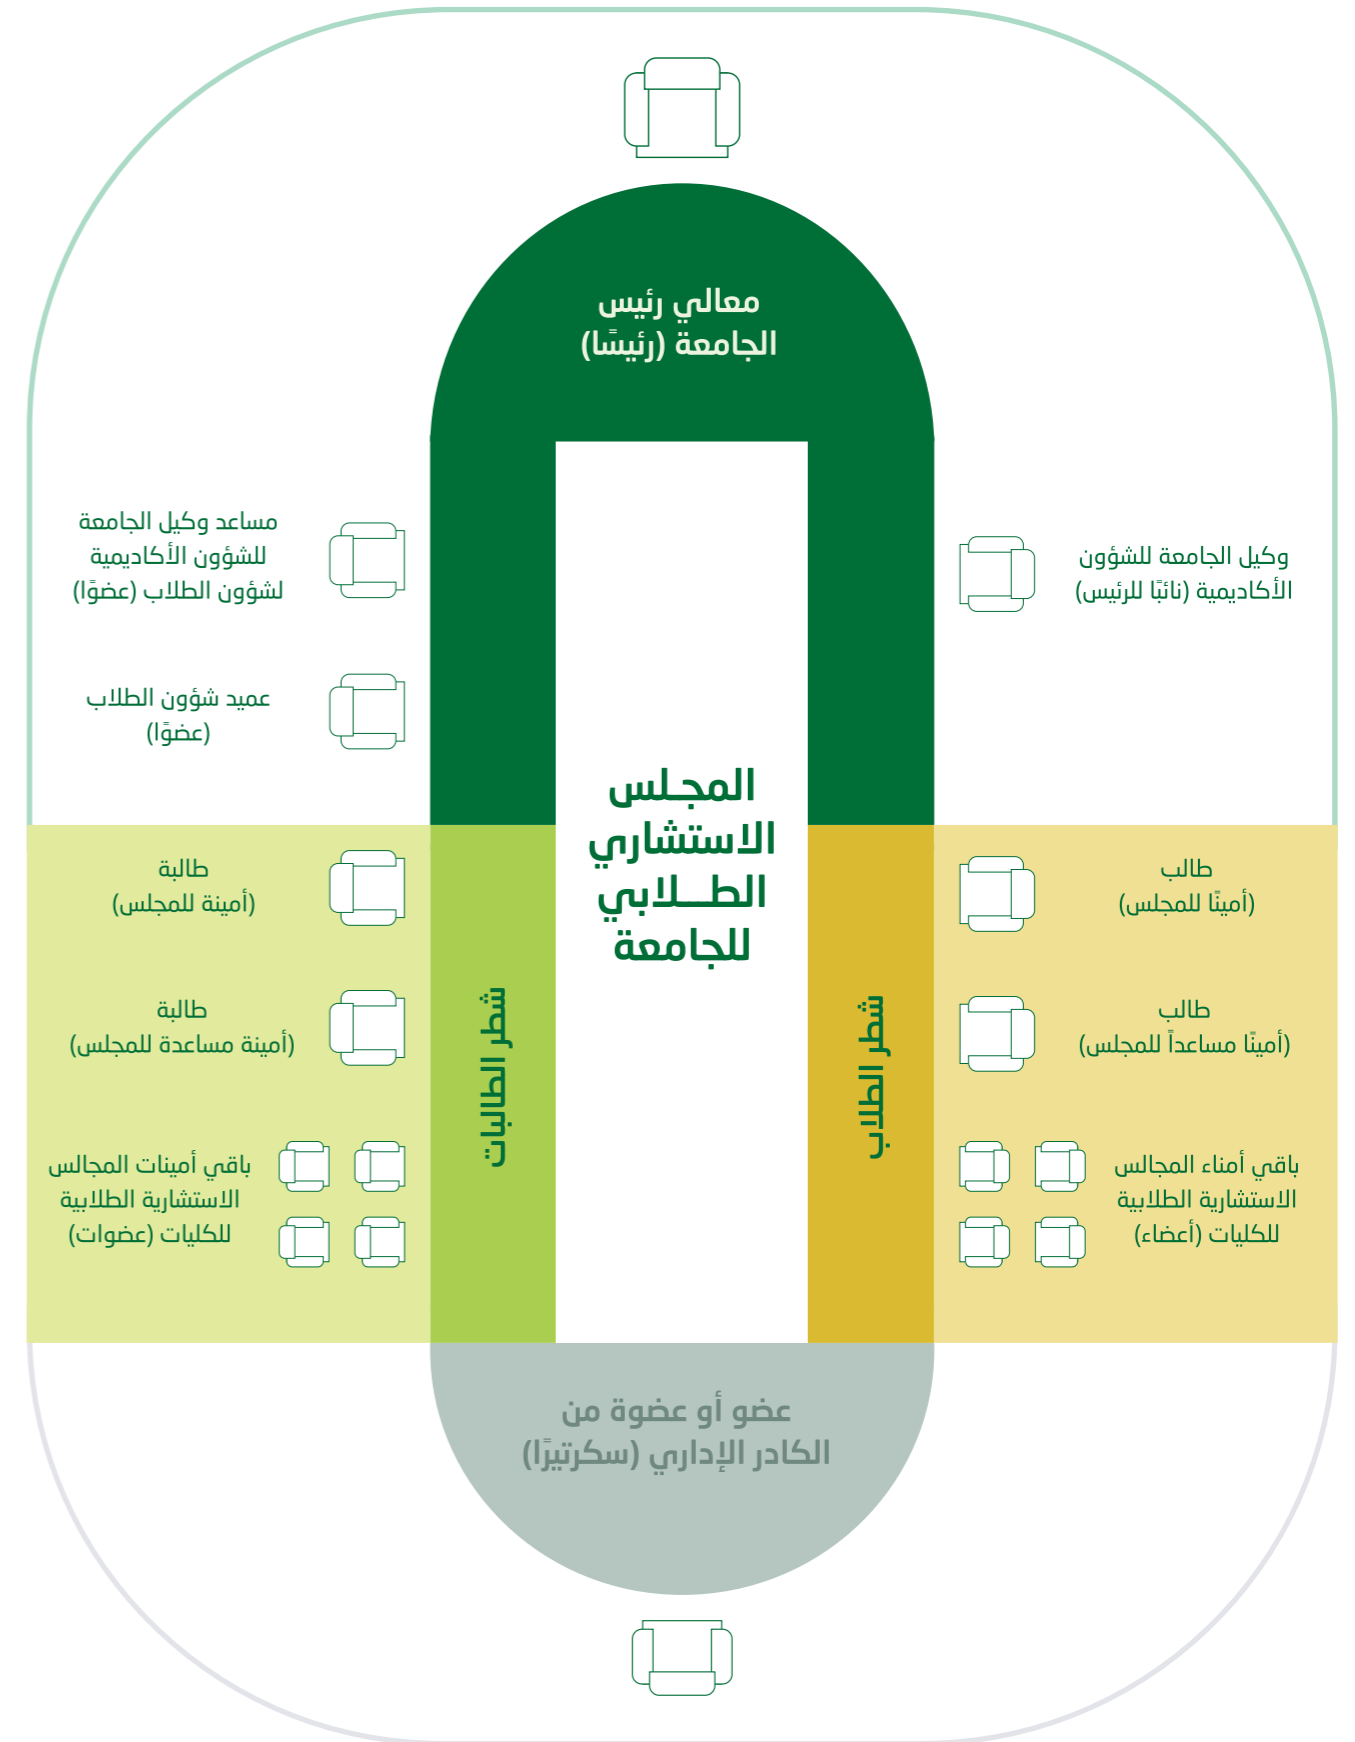 معالي رئيس
الجامعة (رئيسًا)
وكيل الجامعة للشؤون
الأكاديمية (نائبًا للرئيس)
مساعد وكيل الجامعة
للشؤون الأكاديمية
لشؤون الطلاب (عضوًا)
عميد شؤون الطلاب
(عضوًا)
المجـلس
الاستشاري
الطـــلابي
للجامعة
شطر الطلاب
طالب
(أمينًا للمجلس)
طالب
(أمينًا مساعداً للمجلس)
باقي أمناء المجالس
الاستشارية الطلابية
للكليات (أعضاء)
شطر الطالبات
طالبة
(أمينة للمجلس)
طالبة
(أمينة مساعدة للمجلس)
باقي أمينات المجالس
الاستشارية الطلابية
للكليات (عضوات)
عضو أو عضوة من
الكادر الإداري (سكرتيرًا)